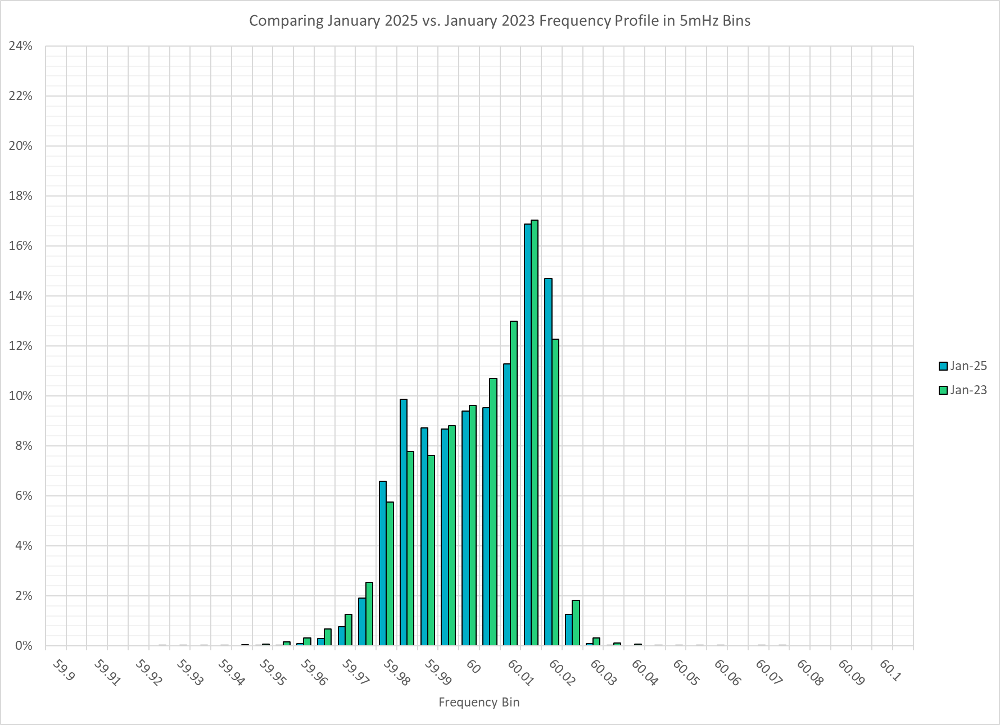 Comparing January 2025 vs. January 2023 Frequency Profile in 5mHz Bins
24%
22%
20%
18%
16%
14%
12%
10%
8%
6%
4%
2%
0%
Jan-25
Jan-23
59.9 59.91 59.92 59.93 59.94 59.95 59.96 59.97 59.98 59.99 60 60.01 60.02 60.03 60.04 60.05 60.06 60.07 60.08 60.09 60.1
Frequency Bin